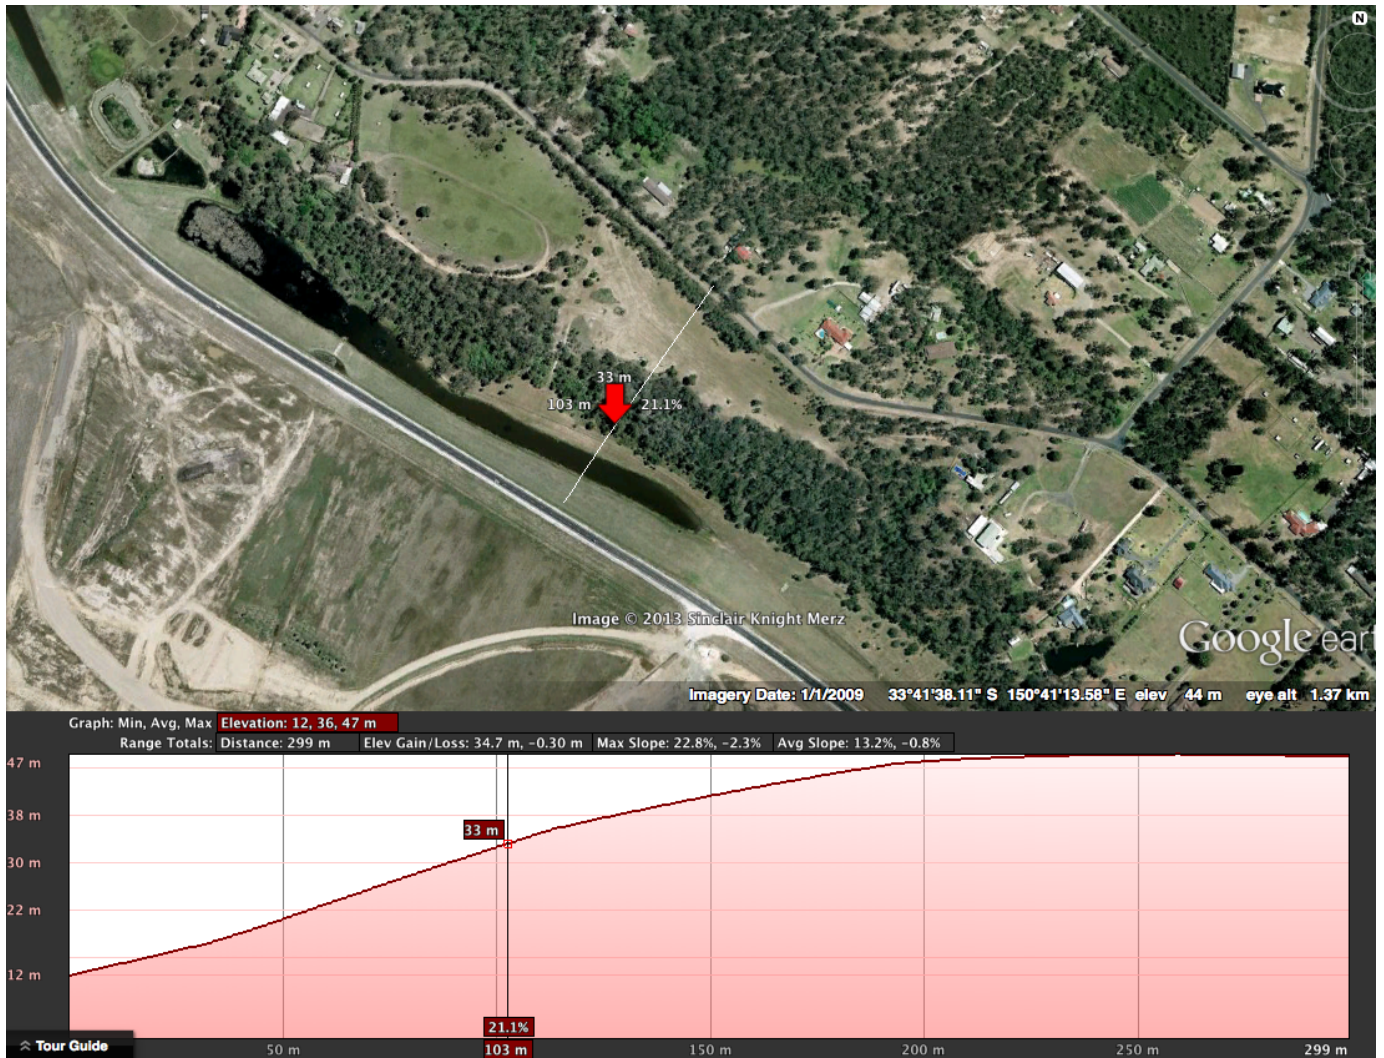 N
33 m
103 m 21.1%
Image © 2013 Sinclair Knight Merz
Google eart
Imagery Date: 1/1/2009 33°41'38.11" S 150°41'13.58" E elev 44 m eye alt 1.37 km
Graph: Min, Avg, Max Elevation: 12, 36, 47 m
Range Totals: Distance: 299 m Elev Gain/Loss: 34.7 m, -0.30 m Max Slope: 22.8%, -2.3% Avg Slope: 13.2%, -0.8%
47 m
38 m
33 m
30 m
22 m
12 m
21.1%
Tour Guide
50 m 103 m 150 m 200 m 250 m 299 m